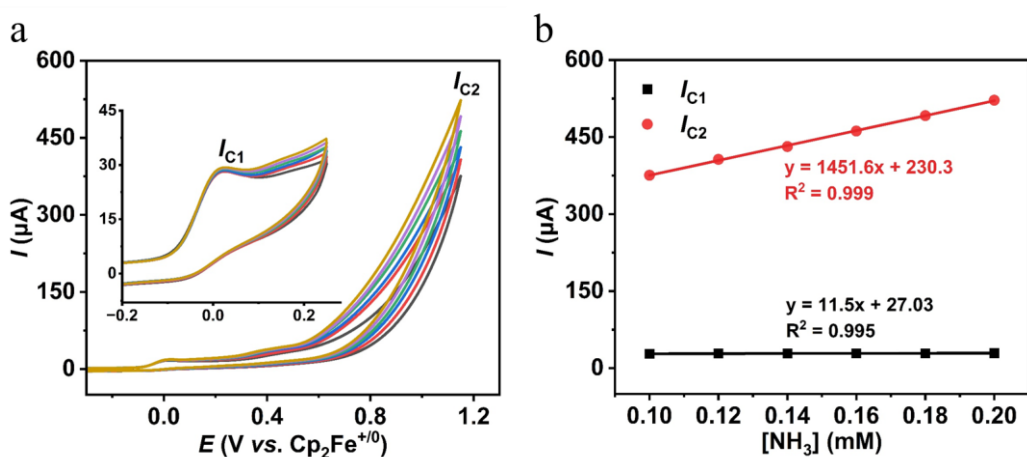 a
600
450
300
150
0
I (μA)
0.0
0.4
0.8
1.2
E (V vs. Cp₂Fe⁺/⁰)
I_C2
45
30
15
0
−0.2
0.0
0.2
I_C1
b
600
450
300
150
0
I (μA)
I_C1
I_C2
y = 1451.6x + 230.3
R² = 0.999
y = 11.5x + 27.03
R² = 0.995
0.10
0.12
0.14
0.16
0.18
0.20
[NH₃] (mM)